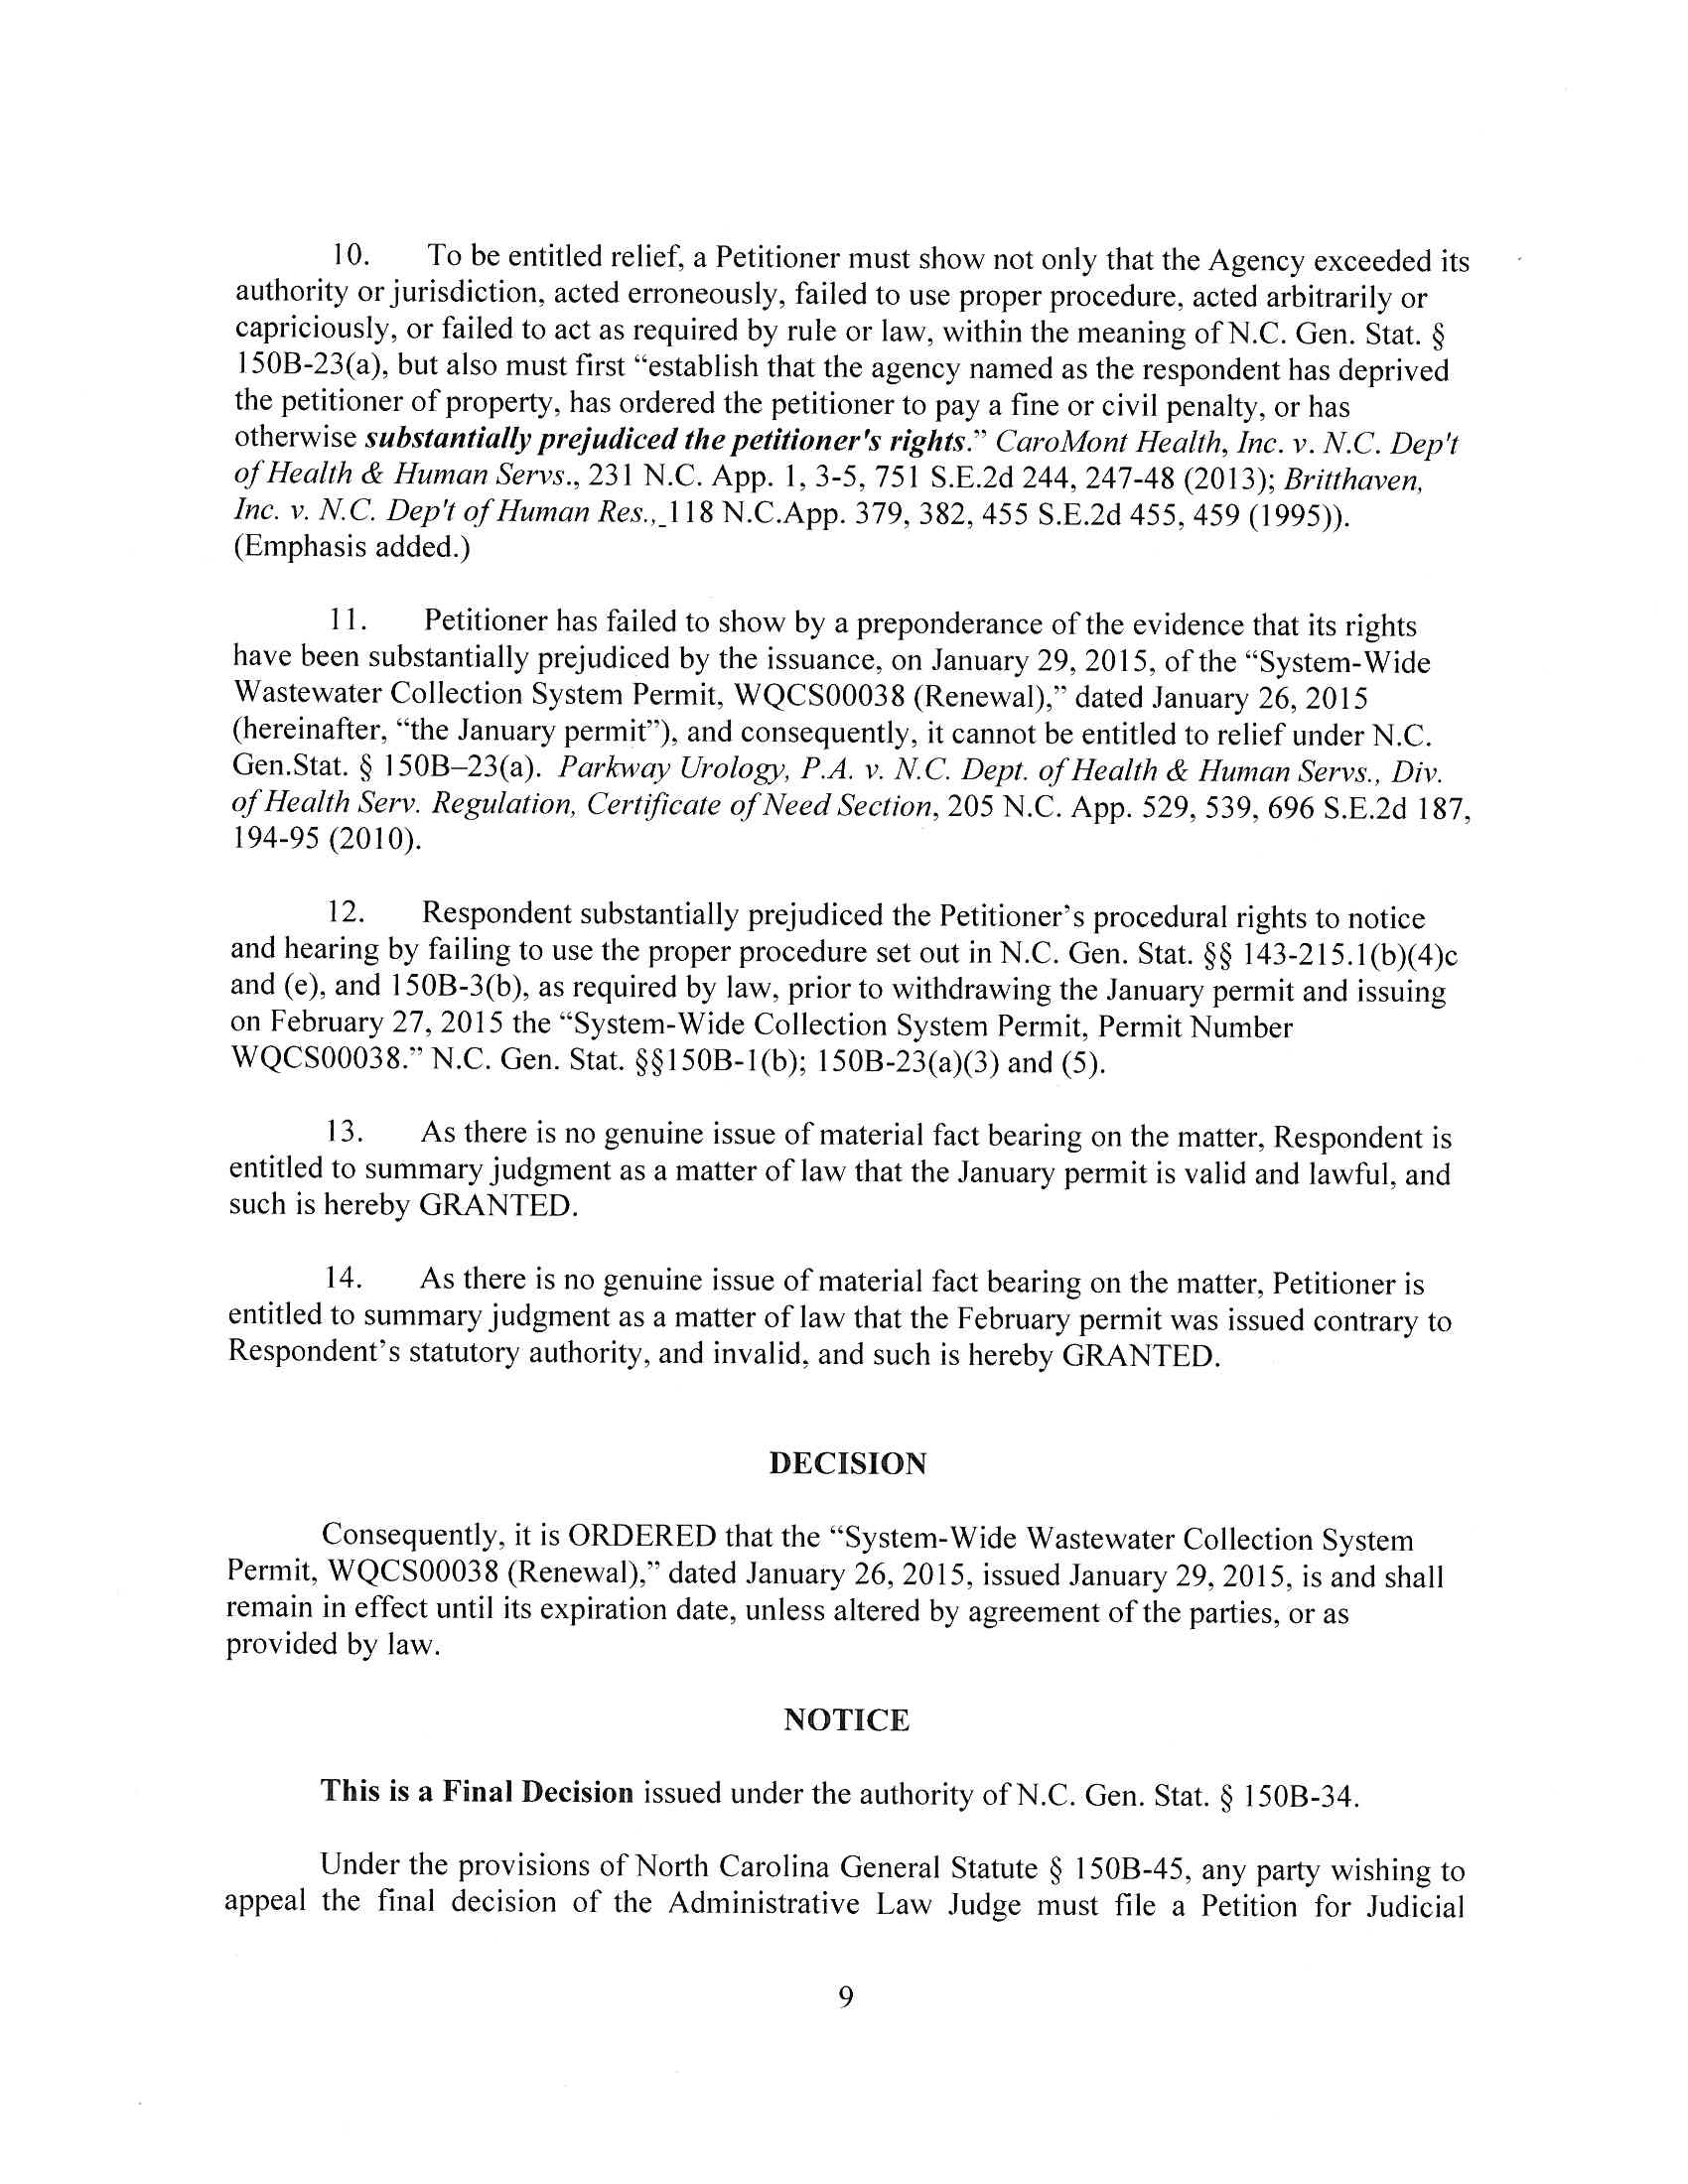 10. To be entitled relief, a Petitioner must show not only that the Agency exceeded its
authority or jurisdiction, acted erroneously, failed to use proper procedure, acted arbitrarily or
capriciously, or failed to act as required by rule or law, within the meaning of N.C. Gen. Stat. §
150B-23(a), but also must first “establish that the agency named as the respondent has deprived
the petitioner of property, has ordered the petitioner to pay a fine or civil penalty, or has
otherwise substantially prejudiced the petitioner's rights.” CaroMont Health, Inc. v. N.C. Dep't
of Health & Human Servs., 231 N.C. App. 1, 3-5, 751 S.E.2d 244, 247-48 (2013); Britthaven,
Inc. v. N.C. Dep't of Human Res., 118 N.C.App. 379, 382, 455 S.E.2d 455, 459 (1995)).
(Emphasis added.)
11. Petitioner has failed to show by a preponderance of the evidence that its rights
have been substantially prejudiced by the issuance, on January 29, 2015, of the “System-Wide
Wastewater Collection System Permit, WQCS00038 (Renewal),” dated January 26, 2015
(hereinafter, “the January permit”), and consequently, it cannot be entitled to relief under N.C.
Gen.Stat. § 150B–23(a). Parkway Urology, P.A. v. N.C. Dept. of Health & Human Servs., Div.
of Health Serv. Regulation, Certificate of Need Section, 205 N.C. App. 529, 539, 696 S.E.2d 187,
194-95 (2010).
12. Respondent substantially prejudiced the Petitioner’s procedural rights to notice
and hearing by failing to use the proper procedure set out in N.C. Gen. Stat. §§ 143-215.1(b)(4)c
and (e), and 150B-3(b), as required by law, prior to withdrawing the January permit and issuing
on February 27, 2015 the “System-Wide Collection System Permit, Permit Number
WQCS00038.” N.C. Gen. Stat. §§150B-1(b); 150B-23(a)(3) and (5).
13. As there is no genuine issue of material fact bearing on the matter, Respondent is
entitled to summary judgment as a matter of law that the January permit is valid and lawful, and
such is hereby GRANTED.
14. As there is no genuine issue of material fact bearing on the matter, Petitioner is
entitled to summary judgment as a matter of law that the February permit was issued contrary to
Respondent’s statutory authority, and invalid, and such is hereby GRANTED.
DECISION
Consequently, it is ORDERED that the “System-Wide Wastewater Collection System
Permit, WQCS00038 (Renewal),” dated January 26, 2015, issued January 29, 2015, is and shall
remain in effect until its expiration date, unless altered by agreement of the parties, or as
provided by law.
NOTICE
This is a Final Decision issued under the authority of N.C. Gen. Stat. § 150B-34.
Under the provisions of North Carolina General Statute § 150B-45, any party wishing to
appeal the final decision of the Administrative Law Judge must file a Petition for Judicial
9